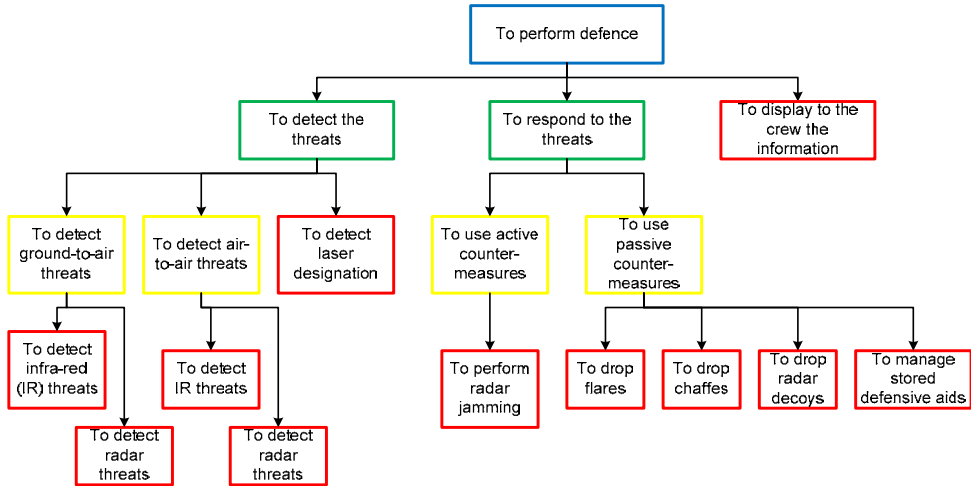 To perform defence
To detect the
threats
To respond to the
threats
To display to the
crew the
information
To detect
ground-to-air
threats
To detect air-
to-air threats
To detect
laser
designation
To use active
counter-
measures
To use
passive
counter-
measures
To detect
infra-red
(IR) threats
To detect
IR threats
To perform
radar
jamming
To drop
flares
To drop
chaffes
To drop
radar
decoys
To manage
stored
defensive aids
To detect
radar
threats
To detect
radar threats